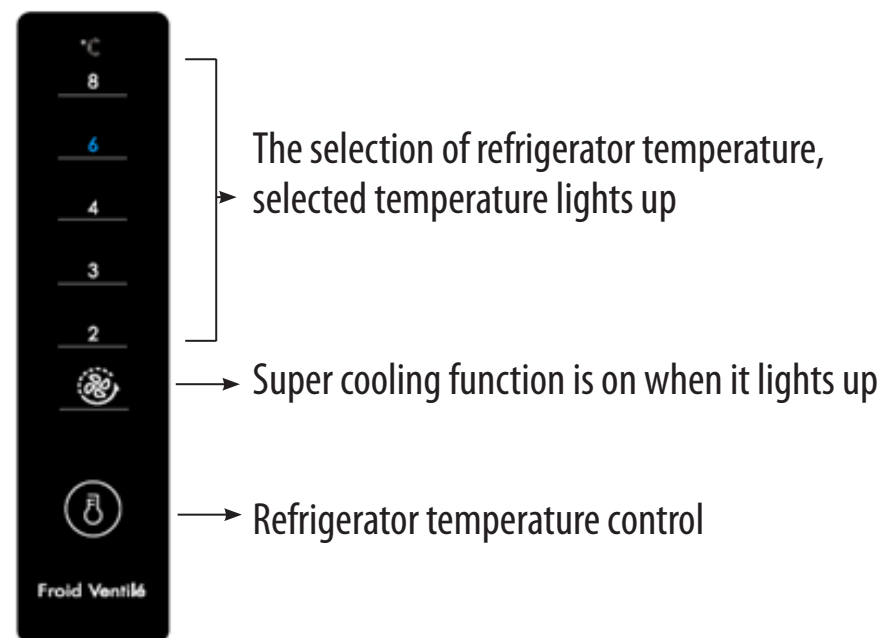 °C
8
6
The selection of refrigerator temperature,
selected temperature lights up
4
3
2
Super cooling function is on when it lights up
Refrigerator temperature control
Froid Ventilé